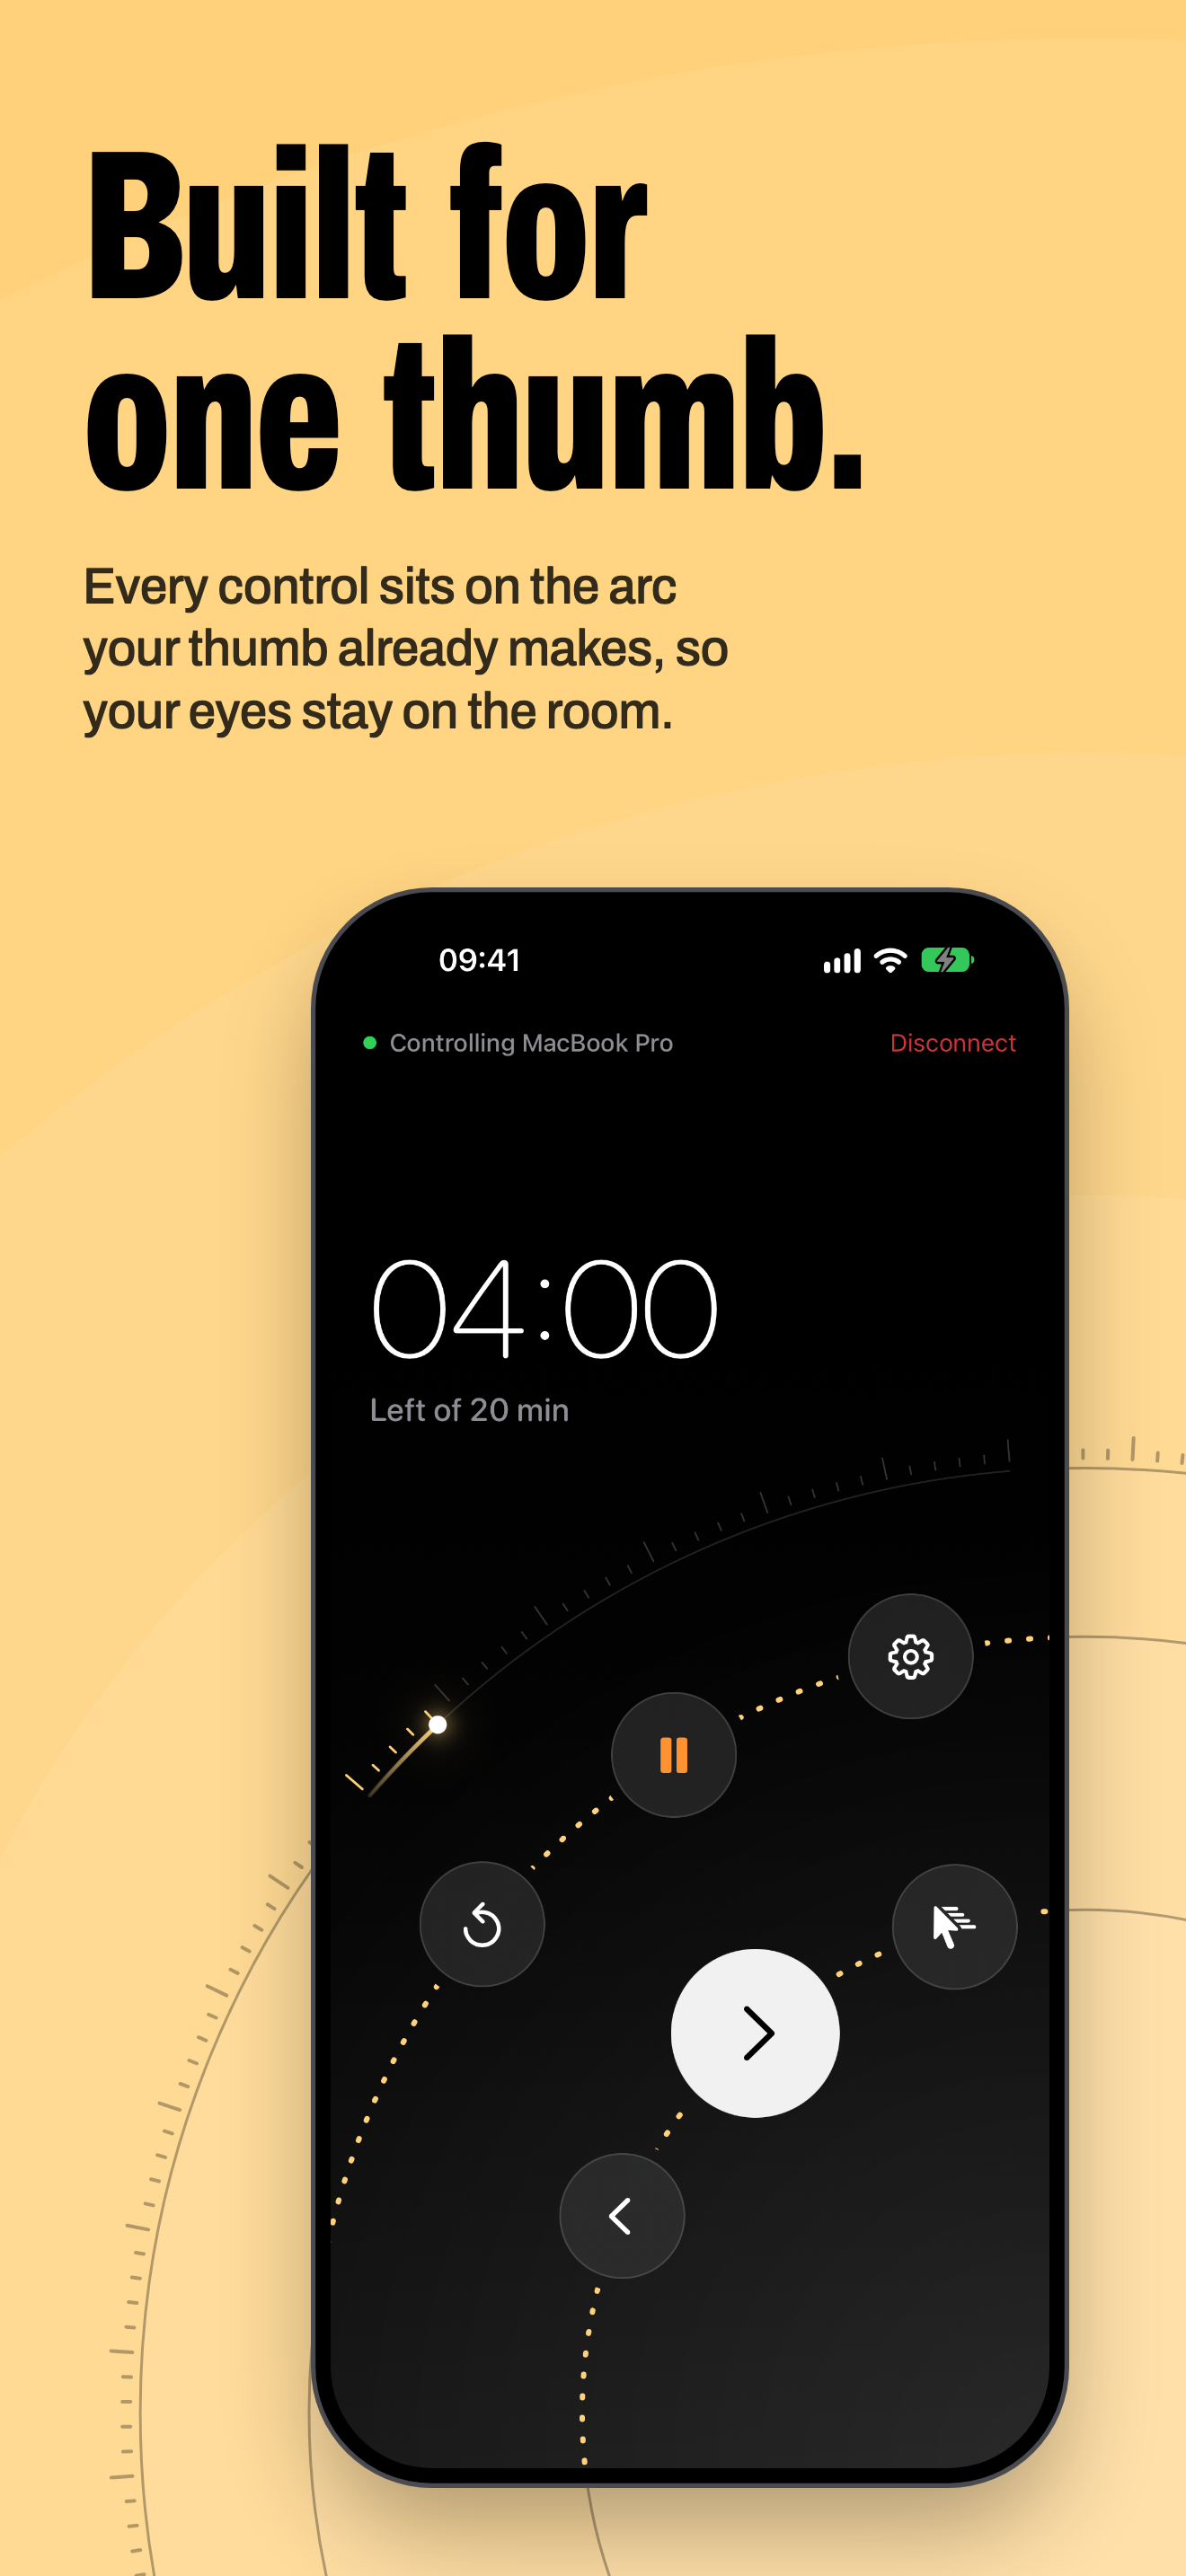 Built for
one thumb.
Every control sits on the arc
your thumb already makes, so
your eyes stay on the room.
09:41
Controlling MacBook Pro
Disconnect
04:00
Left of 20 min